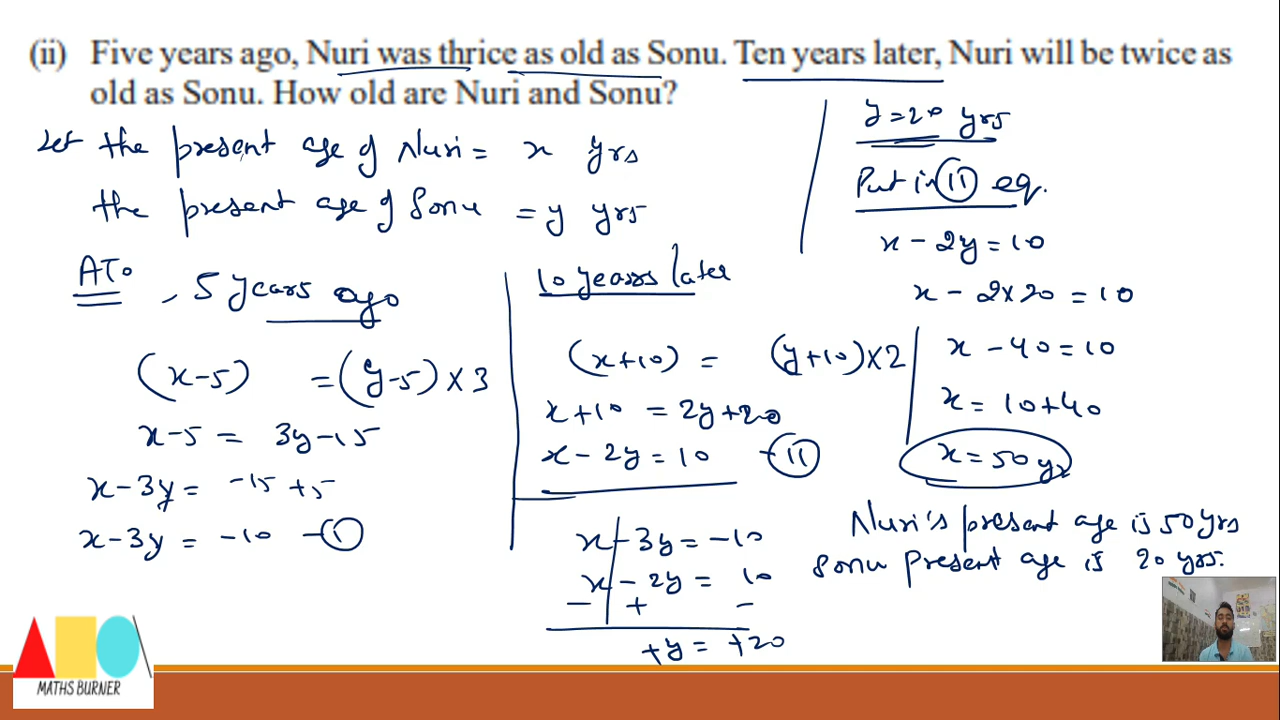 (ii) Five years ago, Nuri was thrice as old as Sonu. Ten years later, Nuri will be twice as
old as Sonu. How old are Nuri and Sonu?
Let the present age of Nuri = x yrs
the present age of Sonu = y yrs
ATQ
, 5 years ago
(x-5) = (y-5) × 3
x-5 = 3y-15
x-3y = -15 +5
x-3y = -10 -(I)
10 years later
(x+10) = (y+10)×2
x+10 = 2y+20
x-2y = 10 -(II)
x-3y = -10
x-2y = 10
- + -
+y = +20
y = 20 yrs
Put in (II) eq.
x-2y = 10
x-2×20 = 10
x-40 = 10
x = 10+40
x = 50 yr
Nuri's present age is 50 yrs
Sonu present age is 20 yrs.
MATHS BURNER